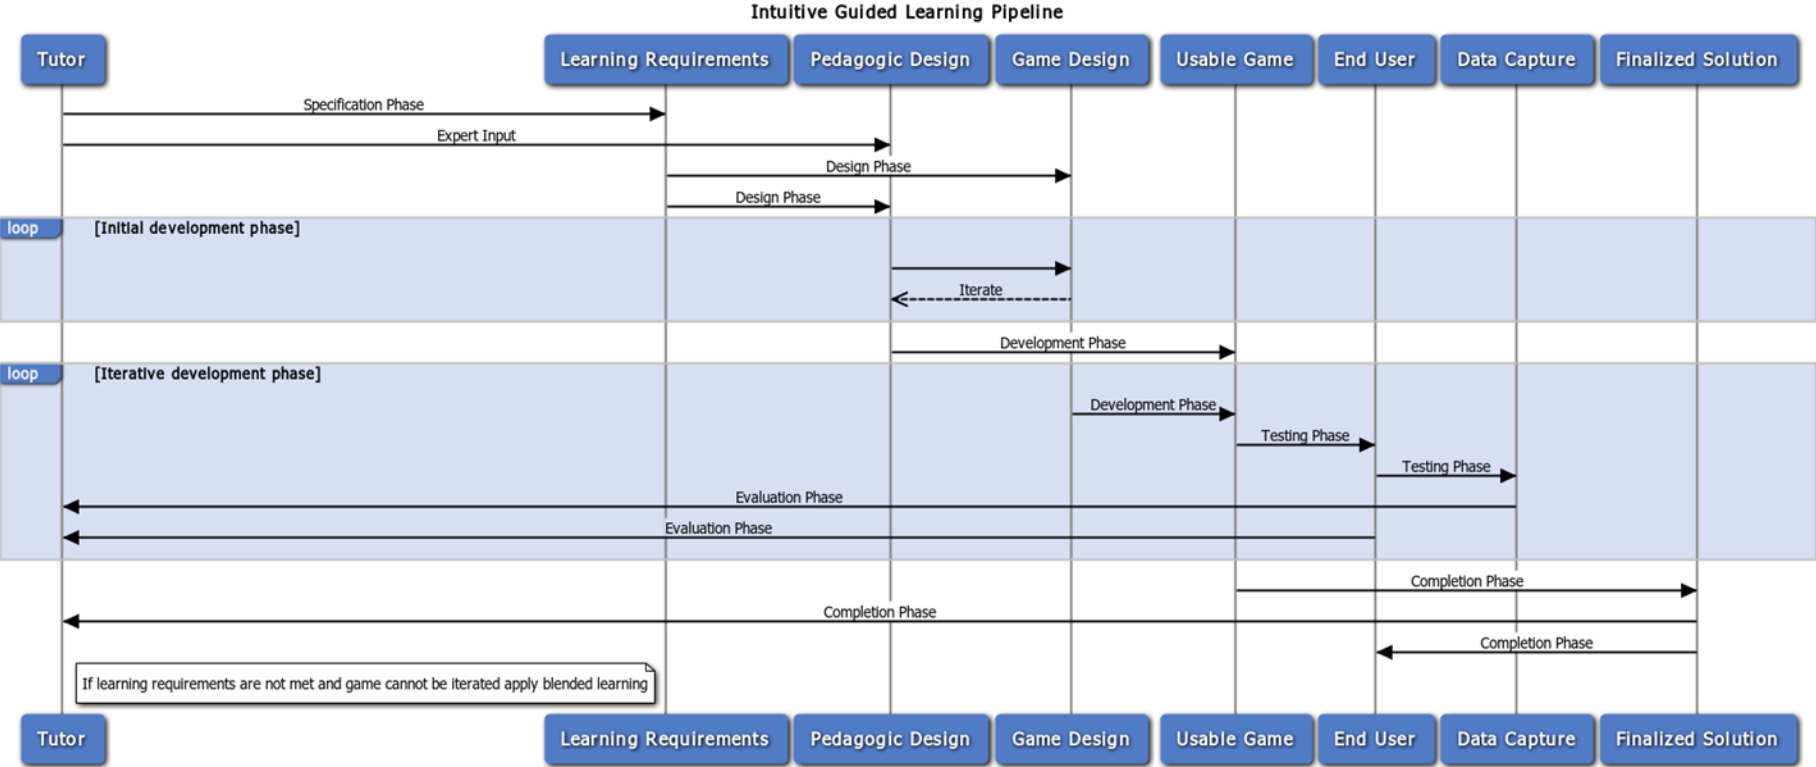 Intuitive Guided Learning Pipeline
Tutor Learning Requirements Pedagogic Design Game Design Usable Game End User Data Capture Finalized Solution
Specification Phase
Expert Input
Design Phase
Design Phase
loop [Initial development phase]
Iterate
Development Phase
loop [Iterative development phase]
Development Phase
Testing Phase
Testing Phase
Evaluation Phase
Evaluation Phase
Completion Phase
Completion Phase
Completion Phase
If learning requirements are not met and game cannot be iterated apply blended learning
Tutor Learning Requirements Pedagogic Design Game Design Usable Game End User Data Capture Finalized Solution